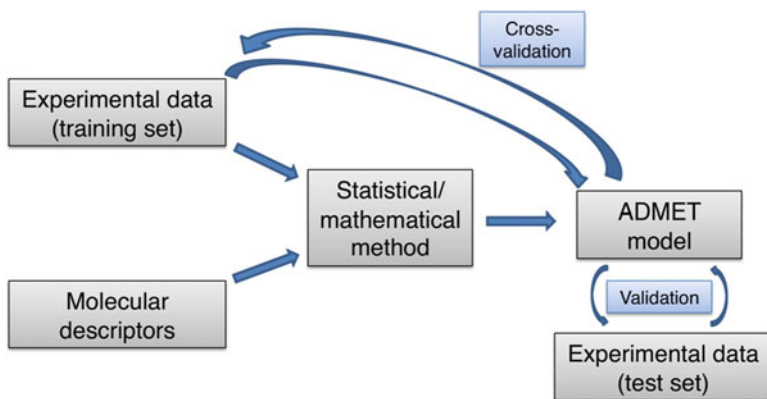 Cross-
validation
Experimental data
(training set)
Statistical/
mathematical
method
ADMET
model
Molecular
descriptors
Validation
Experimental data
(test set)